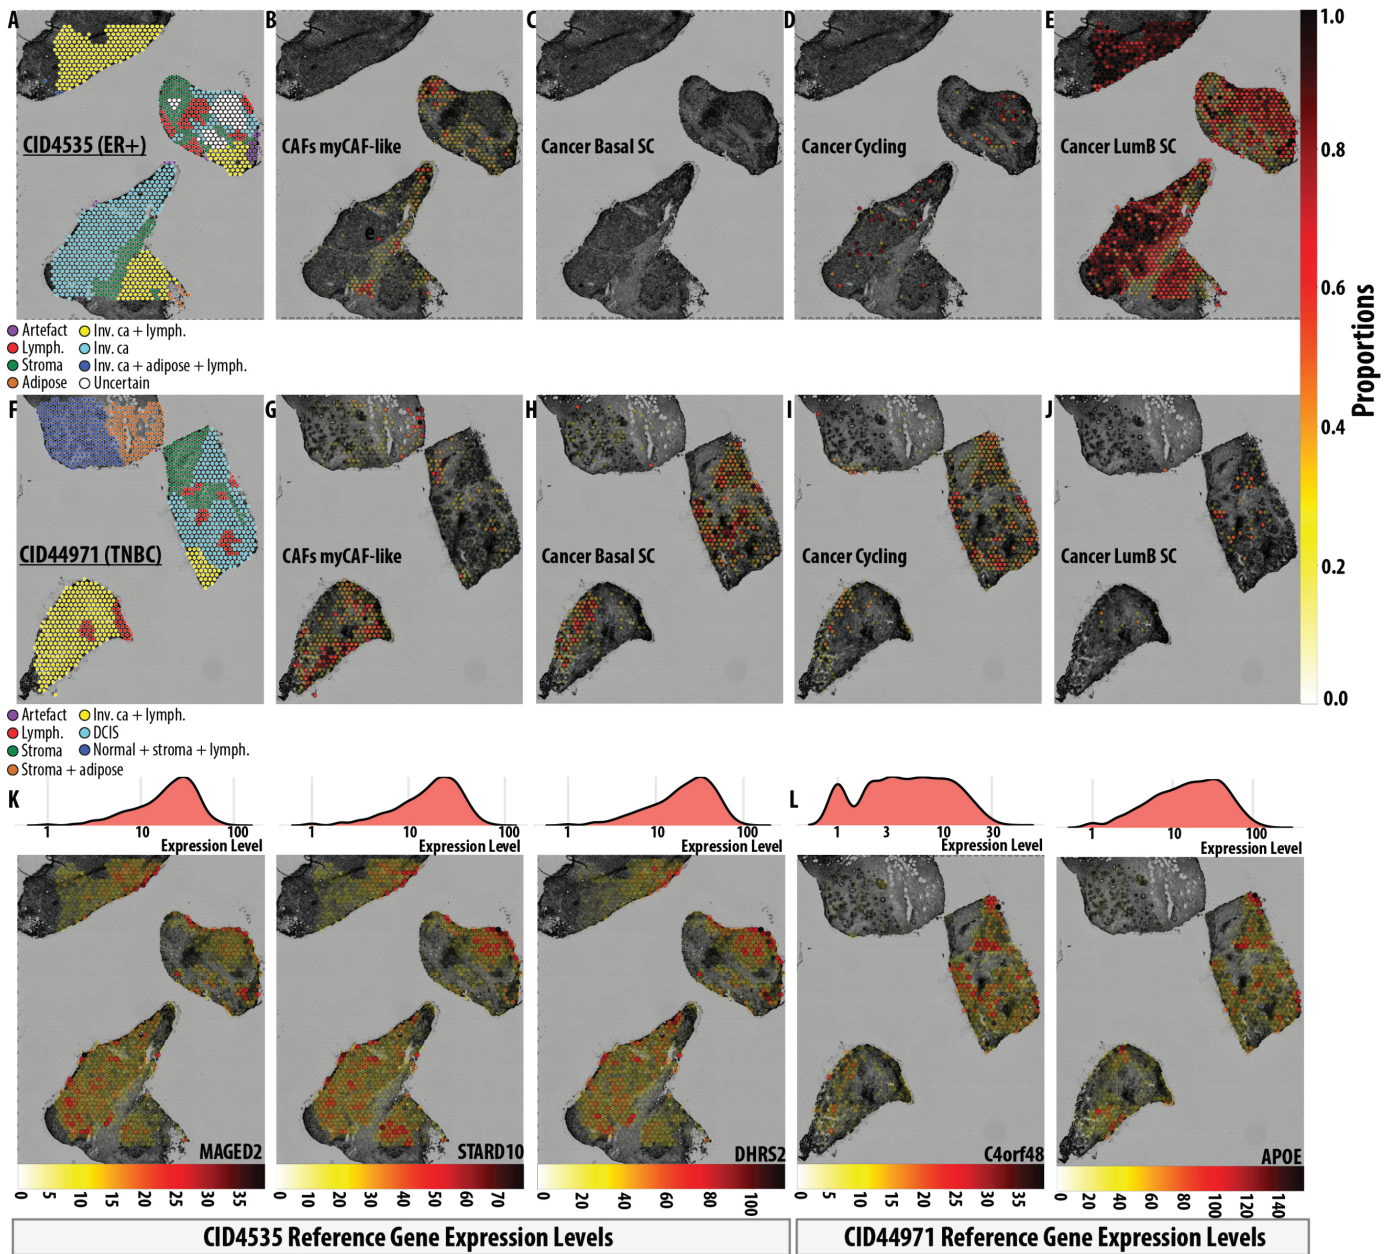 A B C D E
CID4535 (ER+) CAFs myCAF-like Cancer Basal SC Cancer Cycling Cancer LumB SC
e
1.0
0.8
0.6
0.4
0.2
0.0
Proportions
Artefact Inv. ca + lymph.
Lymph. Inv. ca
Stroma Inv. ca + adipose + lymph.
Adipose Uncertain
F G H I J
CID44971 (TNBC) CAFs myCAF-like Cancer Basal SC Cancer Cycling Cancer LumB SC
Artefact Inv. ca + lymph.
Lymph. DCIS
Stroma Normal + stroma + lymph.
Stroma + adipose
K L
1 10 100 1 10 100 1 10 100 1 3 10 30 1 10 100
Expression Level Expression Level Expression Level Expression Level Expression Level
MAGED2 STARD10 DHRS2 C4orf48 APOE
0 5 10 15 20 25 30 35
0 10 20 30 40 50 60 70
0 20 40 60 80 100
0 5 10 15 20 25 30 35
0 20 40 60 80 100 120 140
CID4535 Reference Gene Expression Levels CID44971 Reference Gene Expression Levels